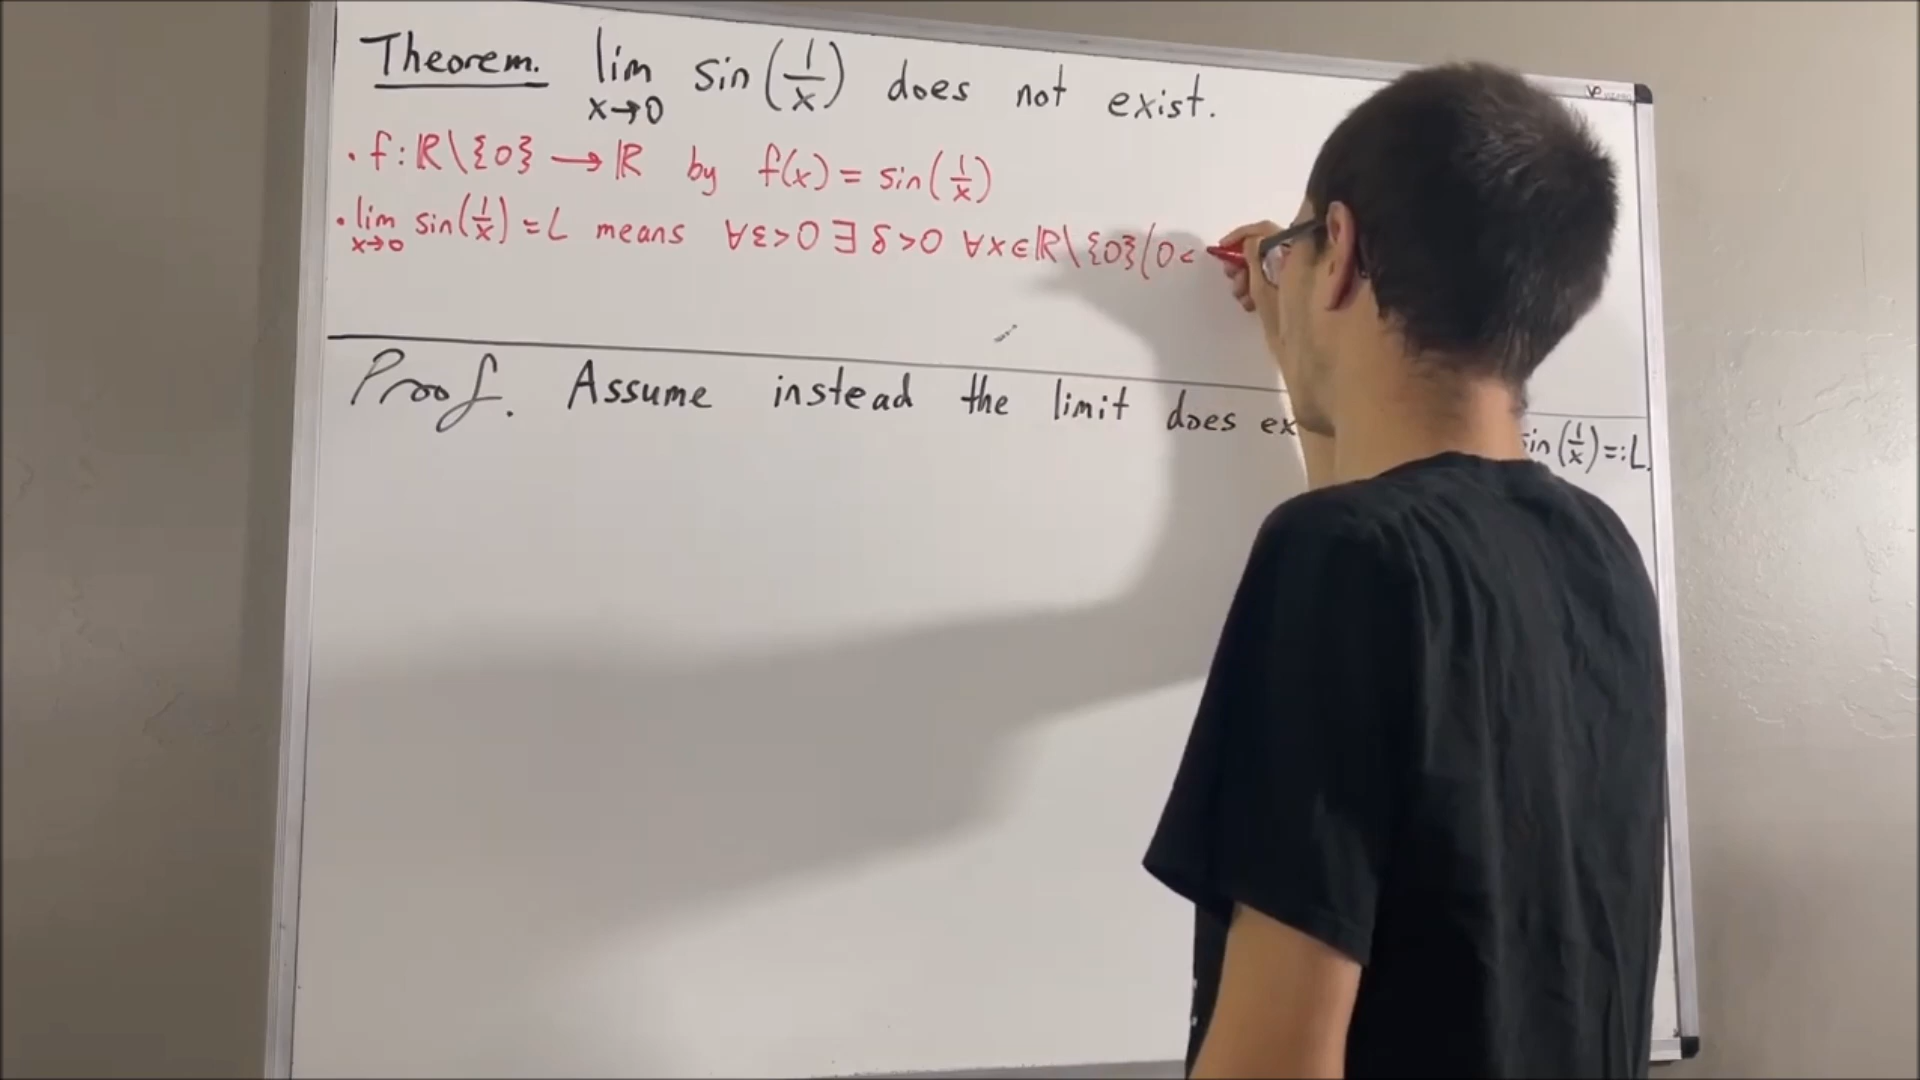 Theorem. lim x→0 sin(1/x) does not exist.
• f: ℝ\{0} → ℝ by f(x) = sin(1/x)
• lim x→0 sin(1/x) = L means ∀ε>0 ∃ δ>0 ∀x∈ℝ\{0}(0<
Proof. Assume instead the limit does ex
sin(1/x)=:L.